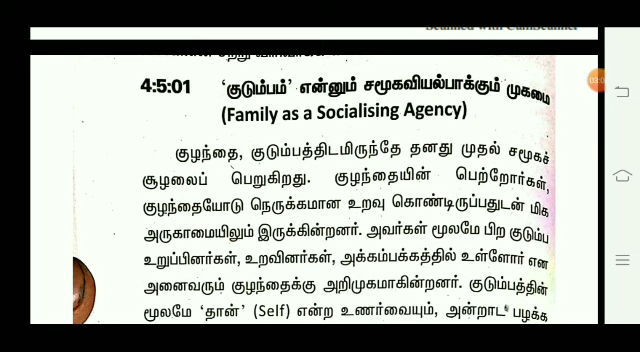 4:5:01 ‘குடும்பம்’ என்னும் சமூகவியல்பாக்கும் முகமை
(Family as a Socialising Agency)
குழந்தை, குடும்பத்திடமிருந்தே தனது முதல் சமூகச்
சூழலைப் பெறுகிறது. குழந்தையின் பெற்றோர்கள்,
குழந்தையோடு நெருக்கமான உறவு கொண்டிருப்பதுடன் மிக
அருகாமையிலும் இருக்கின்றனர். அவர்கள் மூலமே பிற குடும்ப
உறுப்பினர்கள், உறவினர்கள், அக்கம்பக்கத்தில் உள்ளோர் என
அனைவரும் குழந்தைக்கு அறிமுகமாகின்றனர். குடும்பத்தின்
மூலமே ‘தான்’ (Self) என்ற உணர்வையும், அன்றாட பழக்க